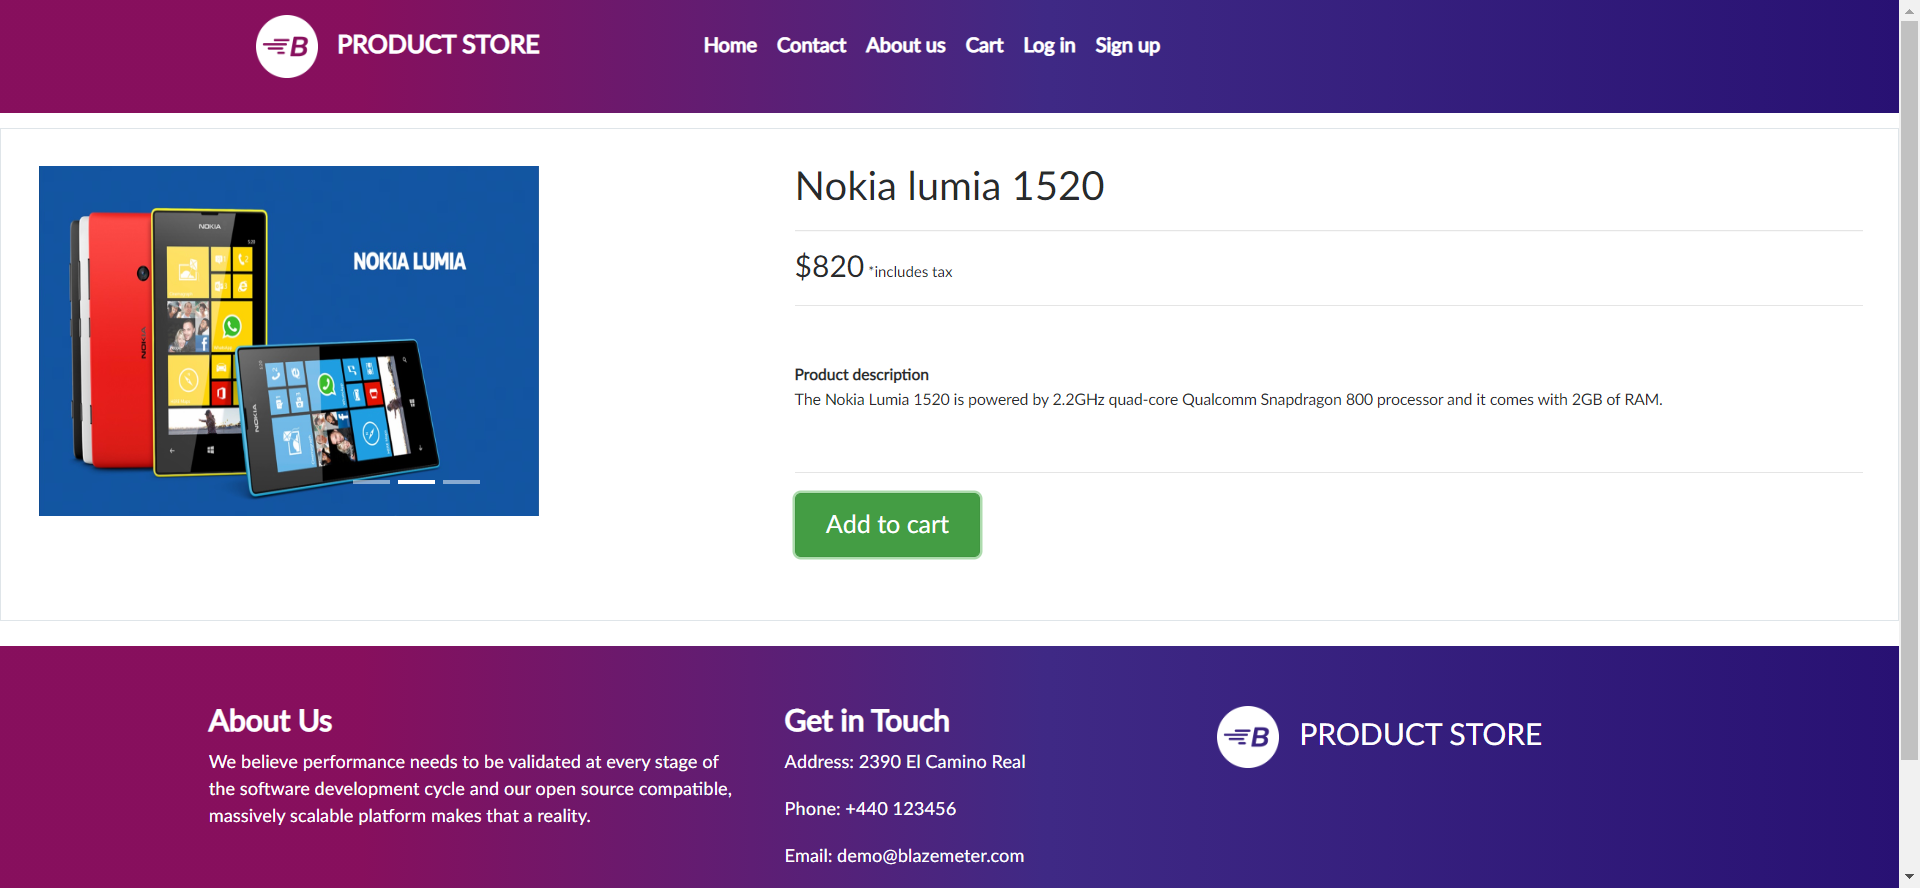 B PRODUCT STORE
Home Contact About us Cart Log in Sign up
Nokia lumia 1520
NOKIA
NOKIA LUMIA
NOKIA
NOKIA
$820 *includes tax
Product description
The Nokia Lumia 1520 is powered by 2.2GHz quad-core Qualcomm Snapdragon 800 processor and it comes with 2GB of RAM.
Add to cart
About Us
We believe performance needs to be validated at every stage of
the software development cycle and our open source compatible,
massively scalable platform makes that a reality.
Get in Touch
Address: 2390 El Camino Real
Phone: +440 123456
Email: demo@blazemeter.com
B PRODUCT STORE